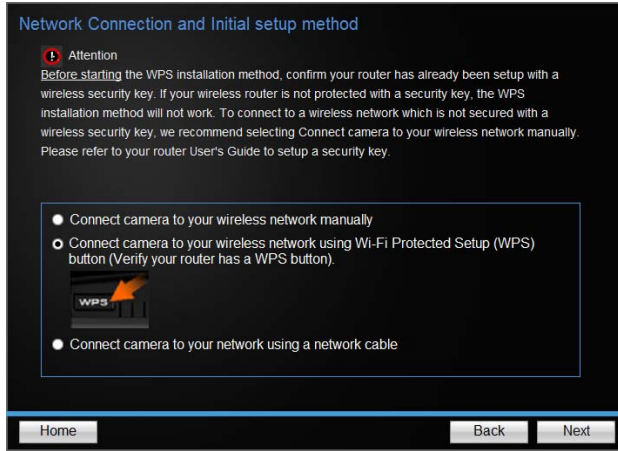 Network Connection and Initial setup method
Attention
Before starting the WPS installation method, confirm your router has already been setup with a
wireless security key. If your wireless router is not protected with a security key, the WPS
installation method will not work. To connect to a wireless network which is not secured with a
wireless security key, we recommend selecting Connect camera to your wireless network manually.
Please refer to your router User's Guide to setup a security key.
Connect camera to your wireless network manually
Connect camera to your wireless network using Wi-Fi Protected Setup (WPS)
button (Verify your router has a WPS button).
WPS
Connect camera to your network using a network cable
Home
Back
Next